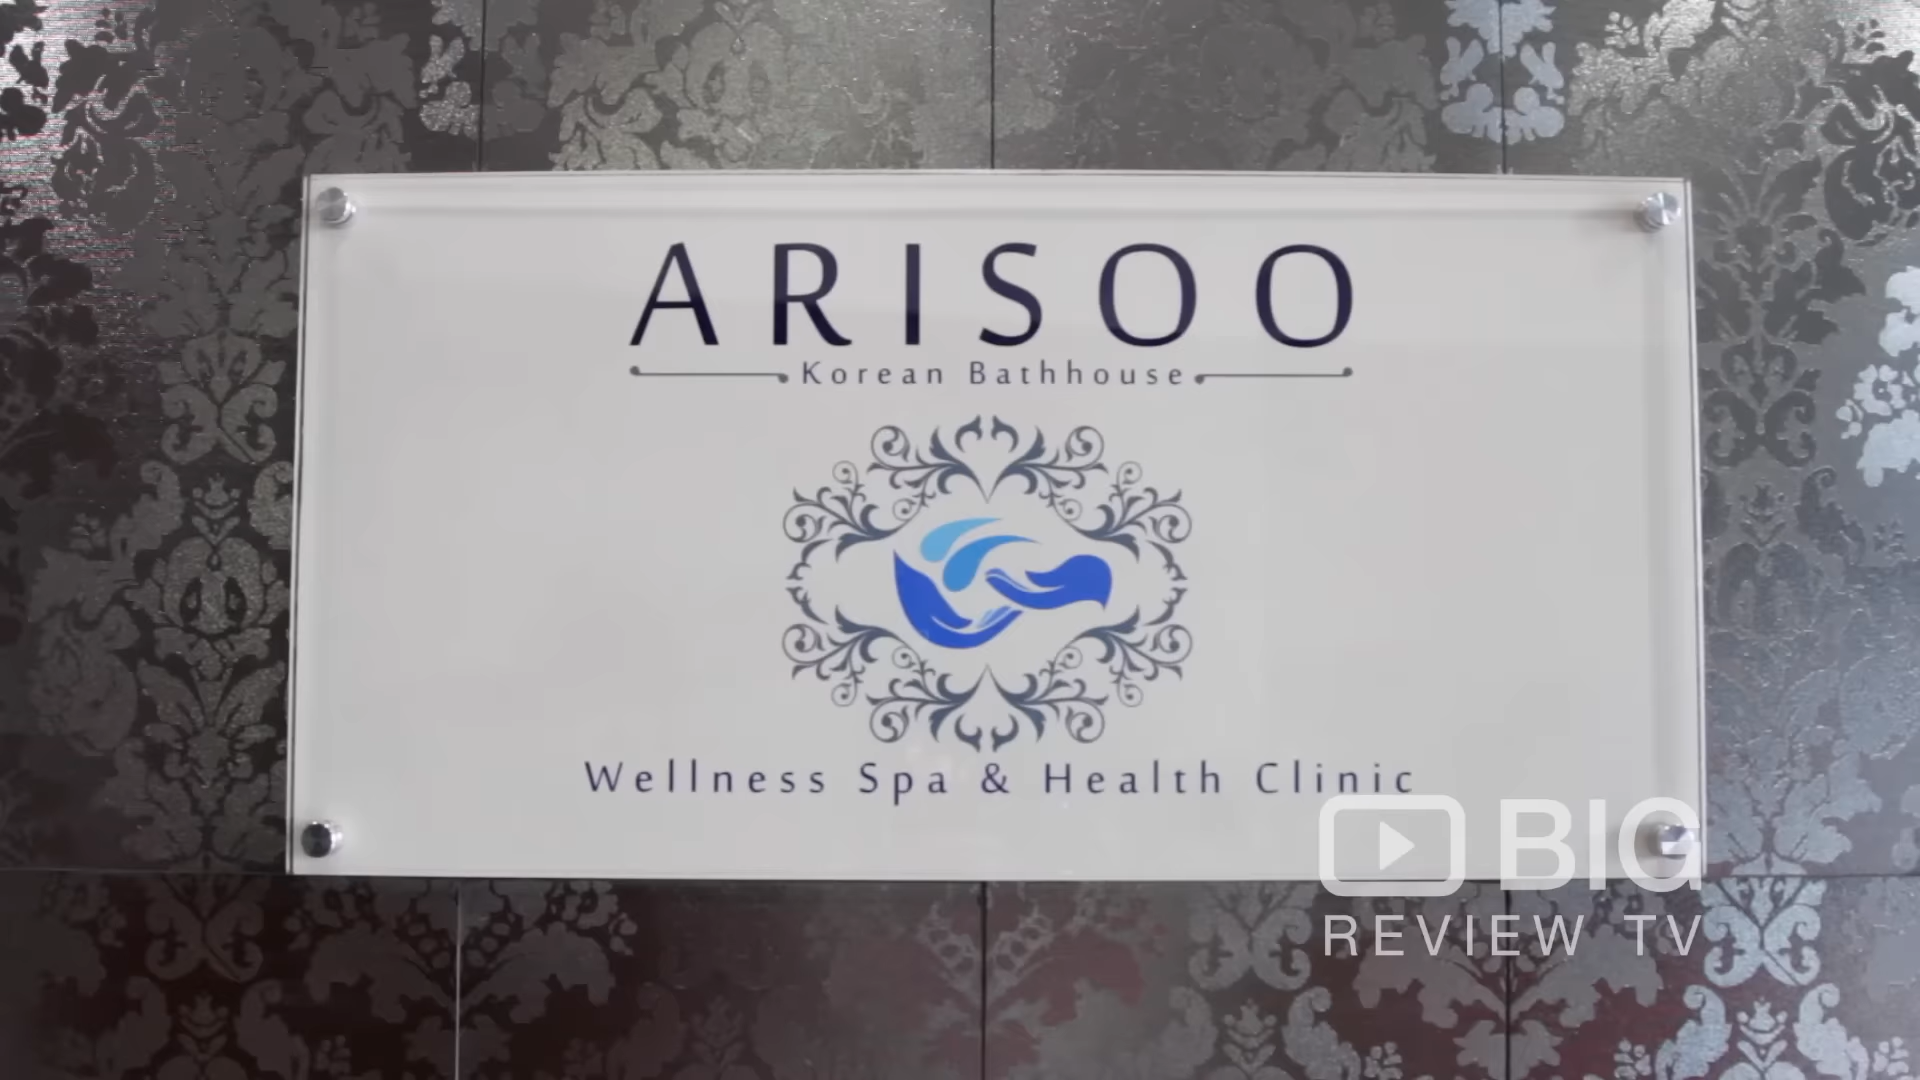 ARISOO
Korean Bathhouse
Wellness Spa & Health Clinic
BIG
REVIEW TV